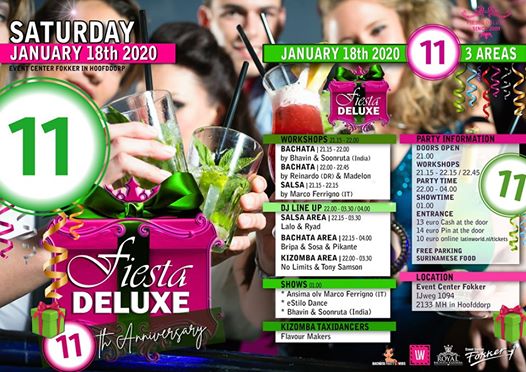 SATURDAY
JANUARY 18th 2020
EVENT CENTER FOKKER IN HOOFDDORP
11
Fiesta
DELUXE
11th Anniversary
JANUARY 18th 2020
11
3 AREAS
Fiesta
DELUXE
WORKSHOPS 21.15 - 22.00
BACHATA | 21.15 - 22.00
by Bhavin & Soonruta (India)
BACHATA | 22.00 - 22.45
by Reinardo (DR) & Madelon
SALSA | 21.15 - 22.15
by Marco Ferrigno (IT)
DJ LINE UP 22.00 - 03.30 / 04.00
SALSA AREA | 22.15 - 03.30
Lalo & Ryad
BACHATA AREA | 22.15 - 04.00
Bripa & Sosa & Pikante
KIZOMBA AREA | 22.00 - 03.30
No Limits & Tony Samson
SHOWS 01.00
* Ansima olv Marco Ferrigno (IT)
* eStilo Dance
* Bhavin & Soonruta (India)
KIZOMBA TAXIDANCERS
Flavour Makers
PARTY INFORMATION
DOORS OPEN
21.00
WORKSHOPS
21.15 - 22.15 / 22.45
PARTY TIME
22.00 - 04.00
SHOWTIME
01.00
ENTRANCE
13 euro Cash at the door
14 euro Pin at the door
10 euro online latinworld.nl/tickets
FREE PARKING
SURINAMESE FOOD
11
LOCATION
Event Center Fokker
IJweg 1094
2133 MH in Hoofddorp
LW
ROYAL
Fokker